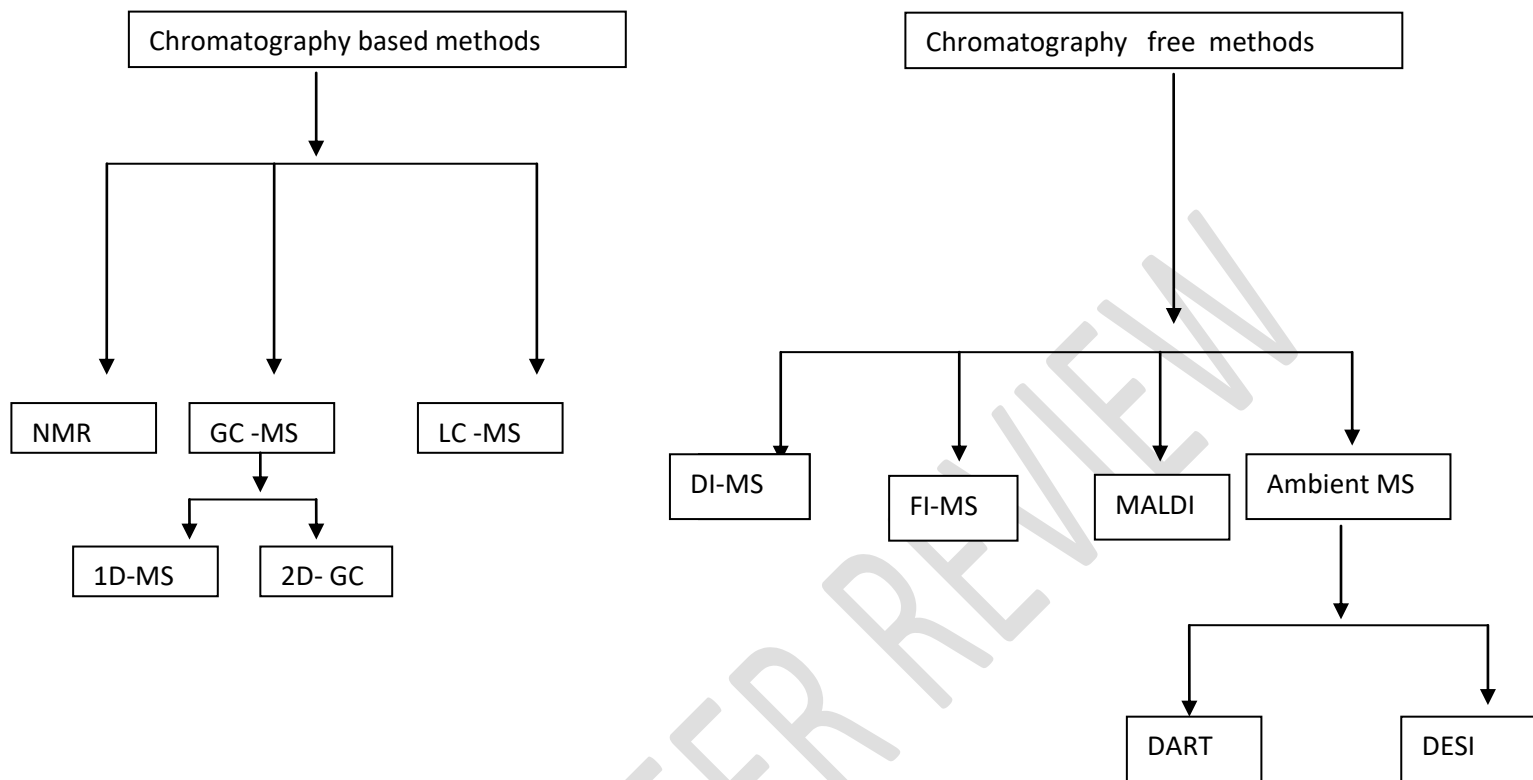 Chromatography based methods
Chromatography free methods
NMR
GC -MS
LC -MS
1D-MS
2D- GC
DI-MS
FI-MS
MALDI
Ambient MS
DART
DESI
ER REVIEW